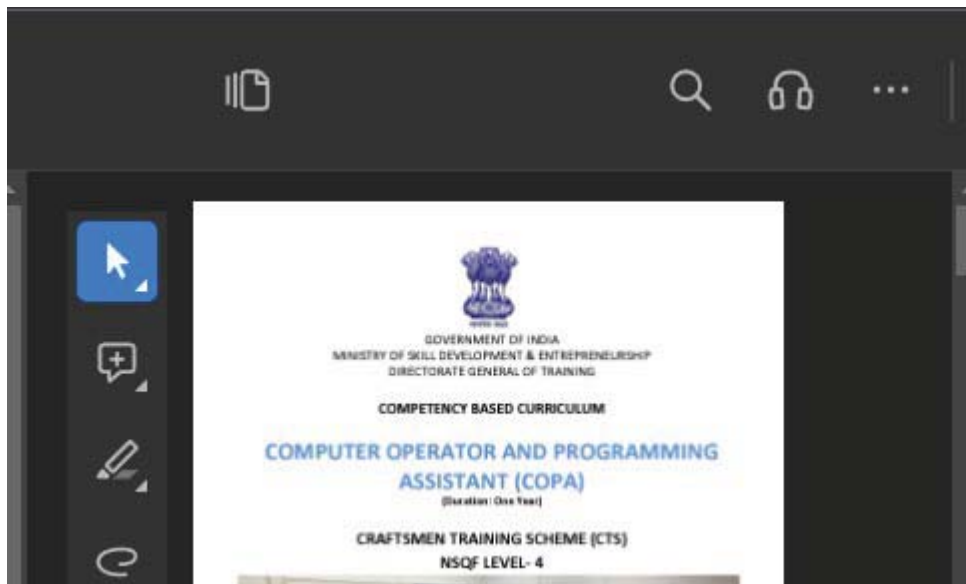 GOVERNMENT OF INDIA
MINISTRY OF SKILL DEVELOPMENT & ENTREPRENEURSHIP
DIRECTORATE GENERAL OF TRAINING
COMPETENCY BASED CURRICULUM
COMPUTER OPERATOR AND PROGRAMMING
ASSISTANT (COPA)
(Duration: One Year)
CRAFTSMEN TRAINING SCHEME (CTS)
NSQF LEVEL- 4